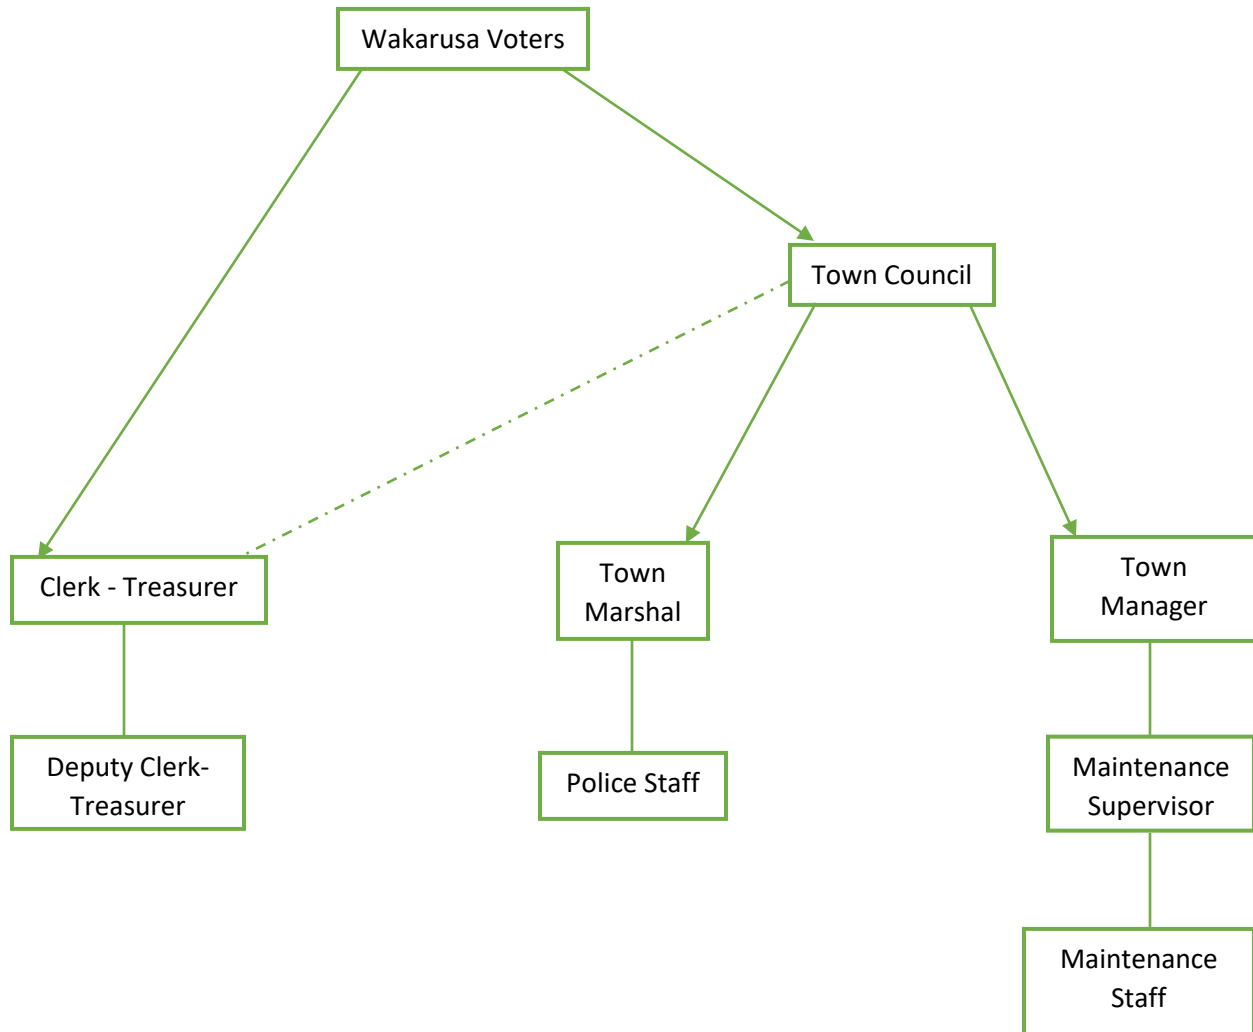 Wakarusa Voters
Town Council
Clerk - Treasurer
Town
Marshal
Town
Manager
Deputy Clerk-
Treasurer
Police Staff
Maintenance
Supervisor
Maintenance
Staff